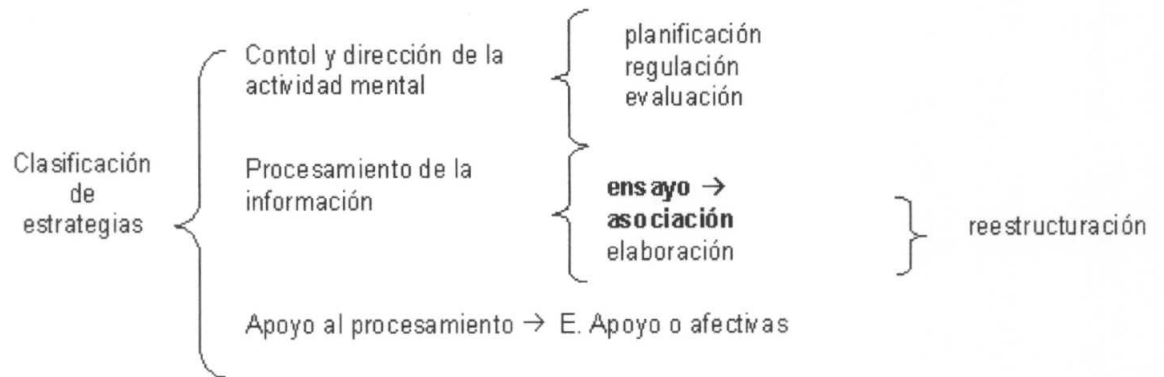 Clasificación
de
estrategias
Contol y dirección de la
actividad mental
planificación
regulación
evaluación
Procesamiento de la
información
ensayo →
asociación
elaboración
reestructuración
Apoyo al procesamiento → E. Apoyo o afectivas